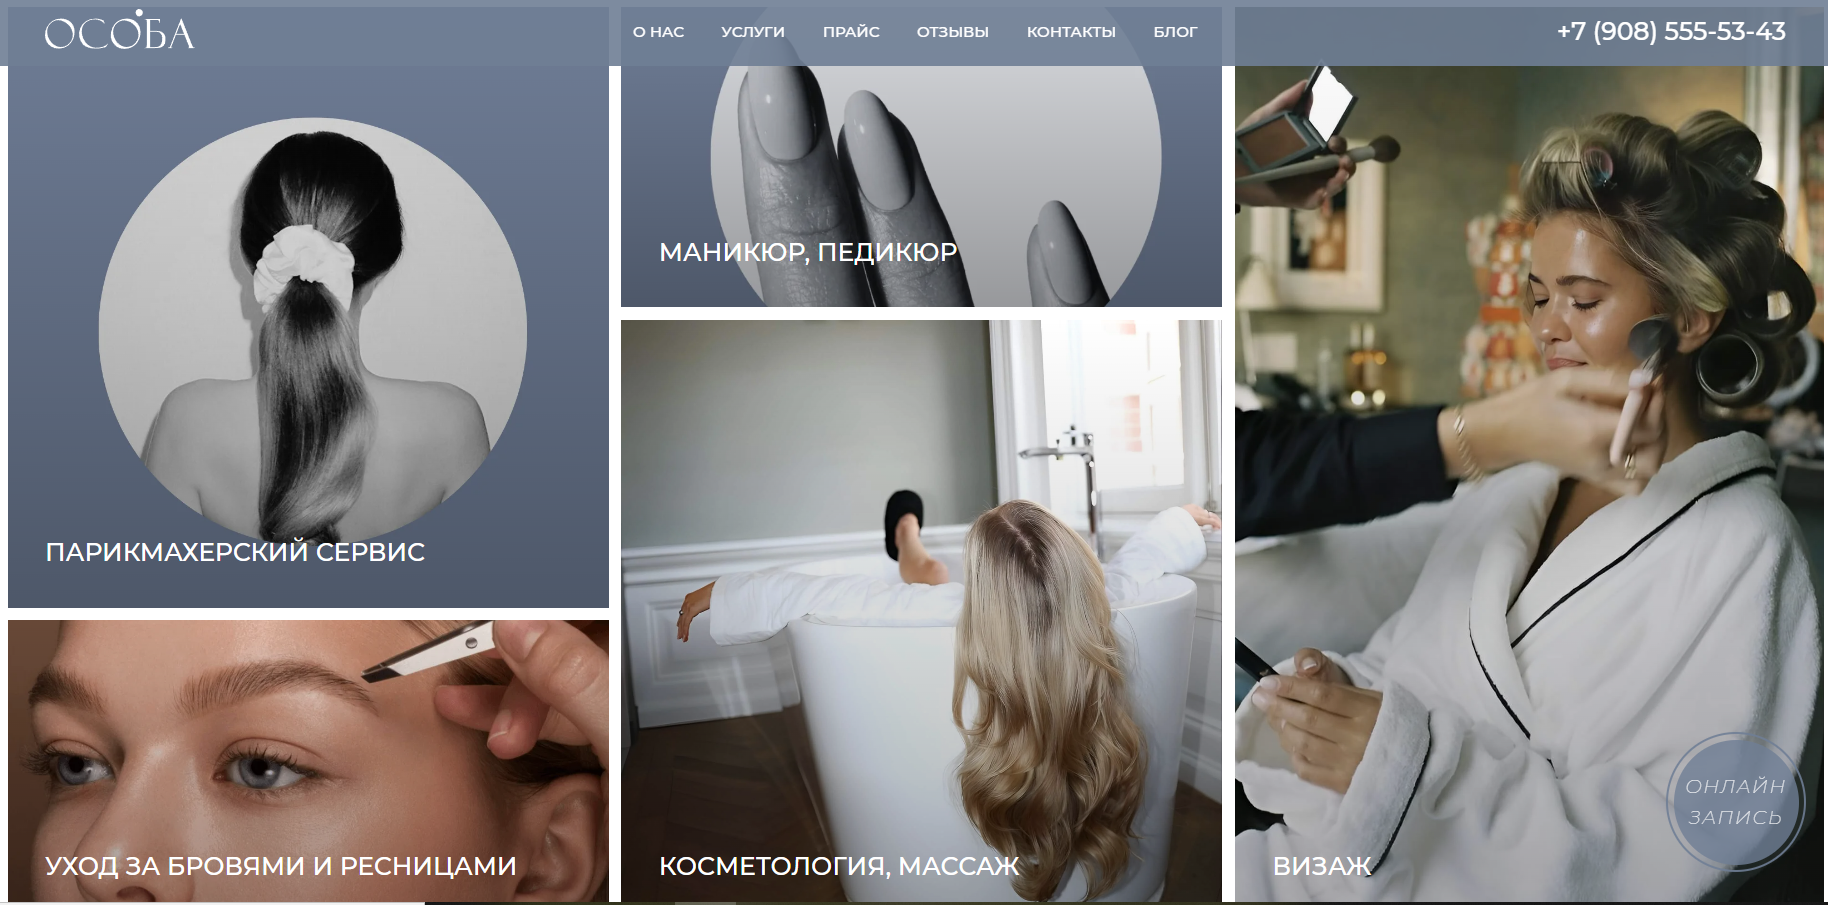 ОСОБА
О НАС
УСЛУГИ
ПРАЙС
ОТЗЫВЫ
КОНТАКТЫ
БЛОГ
+7 (908) 555-53-43
МАНИКЮР, ПЕДИКЮР
ПАРИКМАХЕРСКИЙ СЕРВИС
ОНЛАЙН
ЗАПИСЬ
УХОД ЗА БРОВЯМИ И РЕСНИЦАМИ
КОСМЕТОЛОГИЯ, МАССАЖ
ВИЗАЖ